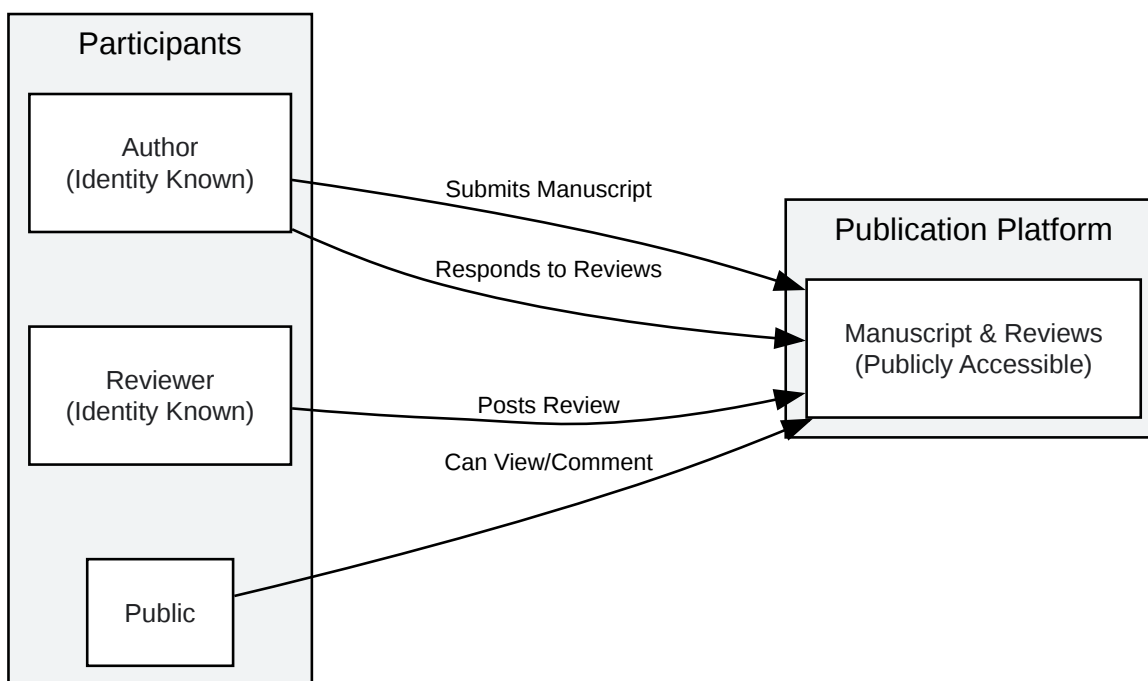 Participants
Author
(Identity Known)
Submits Manuscript
Responds to Reviews
Publication Platform
Manuscript & Reviews
(Publicly Accessible)
Reviewer
(Identity Known)
Posts Review
Can View/Comment
Public